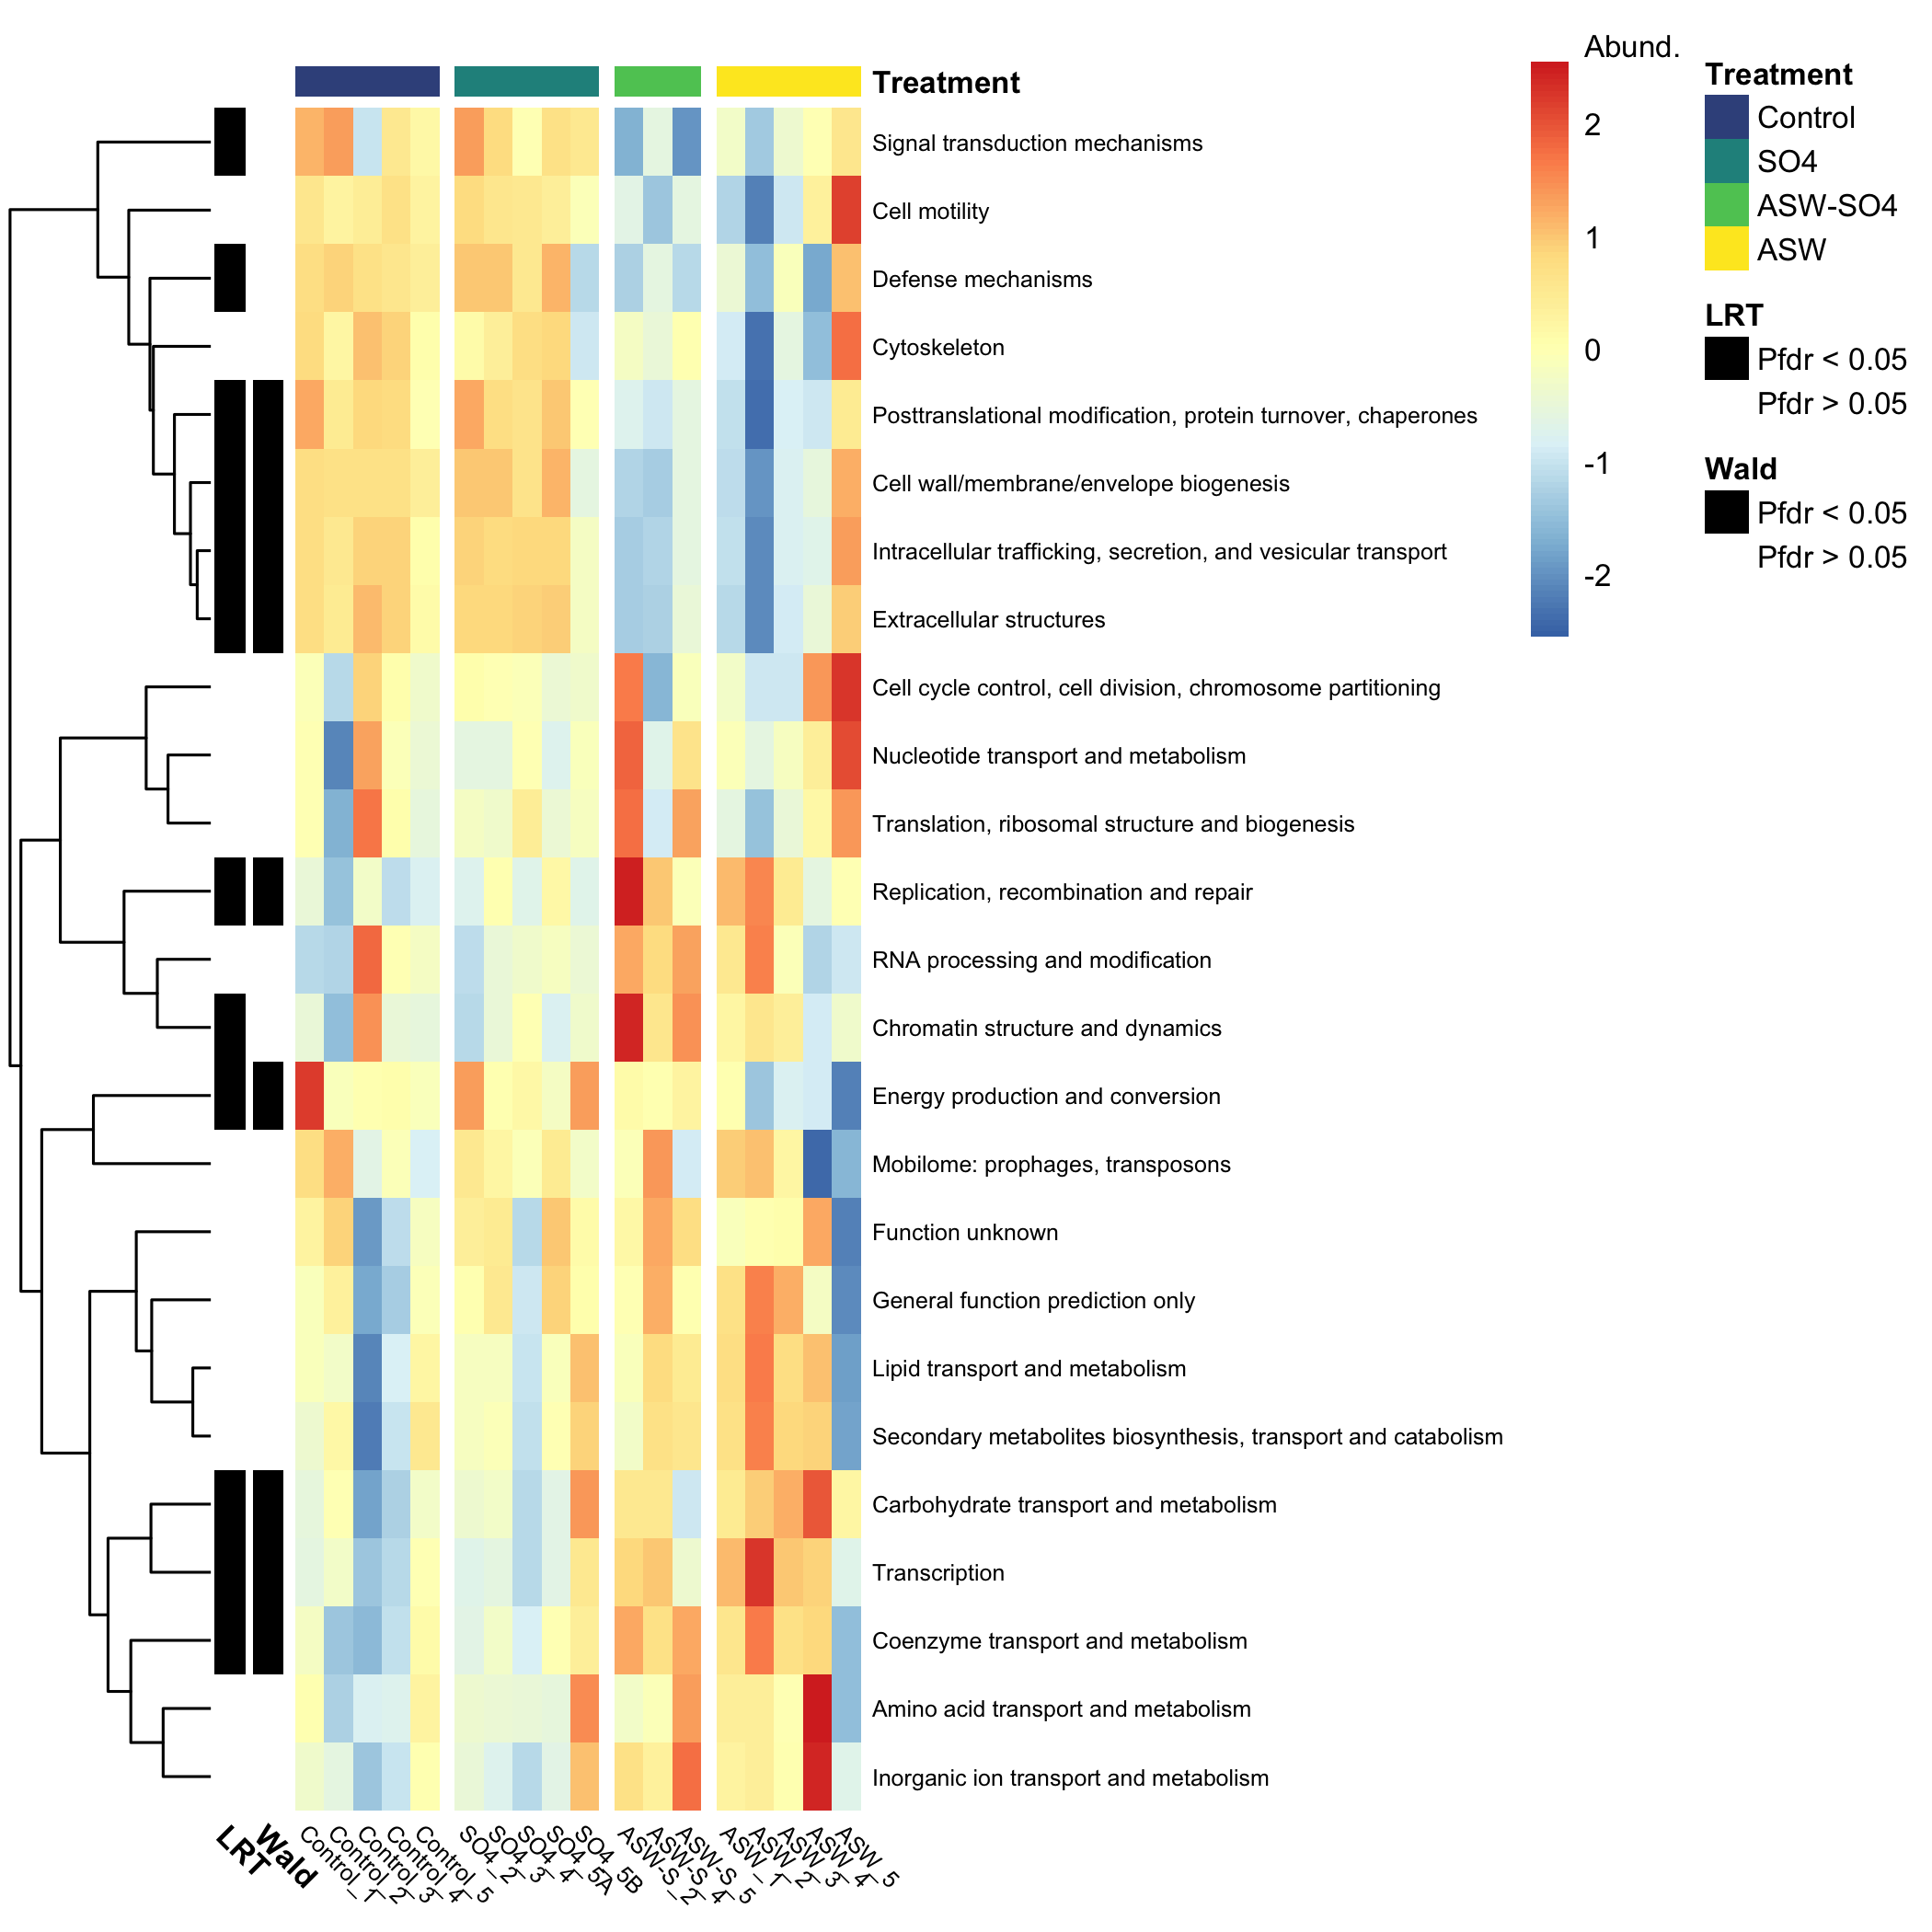 Abund.
2
1
0
-1
-2
Treatment
Treatment
Control
SO4
ASW-SO4
ASW
LRT
Pfdr < 0.05
Pfdr > 0.05
Wald
Pfdr < 0.05
Pfdr > 0.05
Signal transduction mechanisms
Cell motility
Defense mechanisms
Cytoskeleton
Posttranslational modification, protein turnover, chaperones
Cell wall/membrane/envelope biogenesis
Intracellular trafficking, secretion, and vesicular transport
Extracellular structures
Cell cycle control, cell division, chromosome partitioning
Nucleotide transport and metabolism
Translation, ribosomal structure and biogenesis
Replication, recombination and repair
RNA processing and modification
Chromatin structure and dynamics
Energy production and conversion
Mobilome: prophages, transposons
Function unknown
General function prediction only
Lipid transport and metabolism
Secondary metabolites biosynthesis, transport and catabolism
Carbohydrate transport and metabolism
Transcription
Coenzyme transport and metabolism
Amino acid transport and metabolism
Inorganic ion transport and metabolism
LRT
Wald
Control_1
Control_2
Control_3
Control_4
Control_5
SO4_2
SO4_3
SO4_4
SO4_5A
SO4_5B
ASW-S_2
ASW-S_4
ASW-S_5
ASW_1
ASW_2
ASW_3
ASW_4
ASW_5